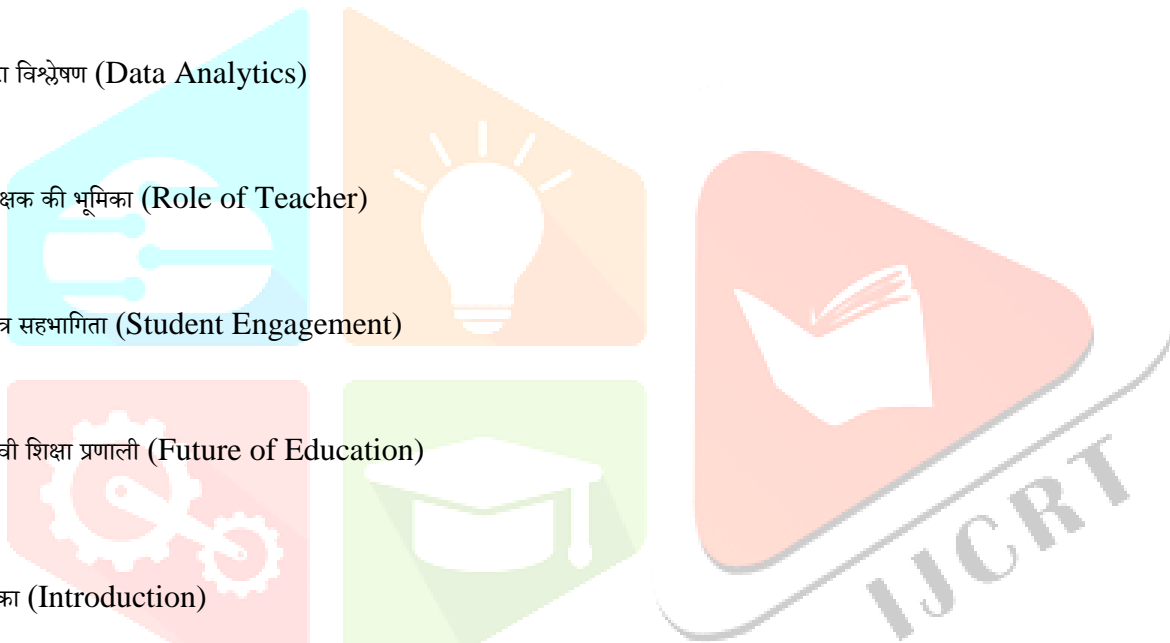 विश्लेषण (Data Analytics)
की भूमिका (Role of Teacher)
सहभागिता (Student Engagement)
शिक्षा प्रणाली (Future of Education)
(Introduction)
IJCRT